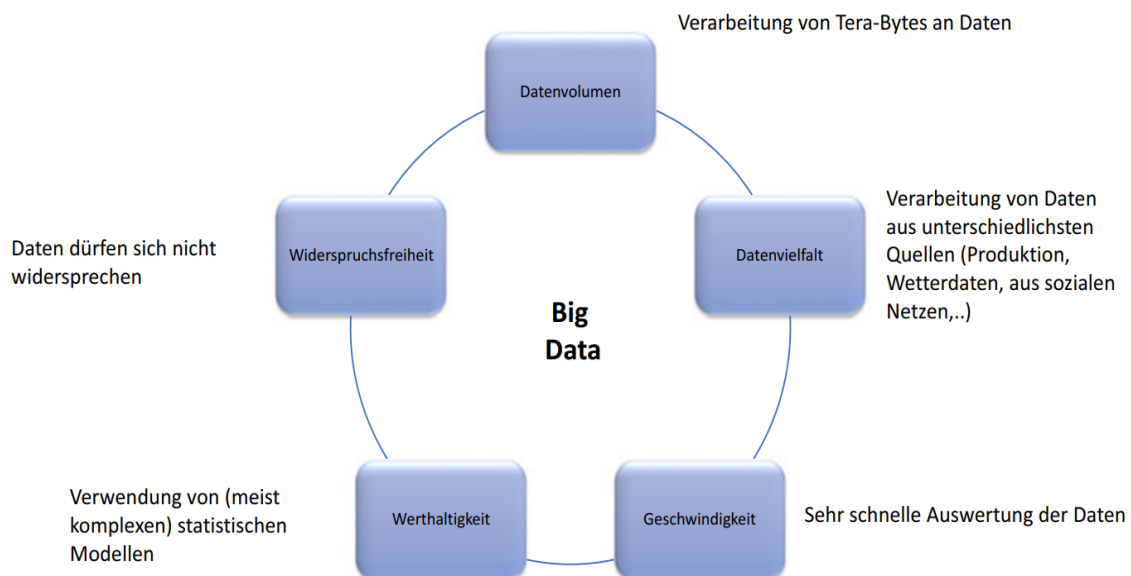 Verarbeitung von Tera-Bytes an Daten
Datenvolumen
Verarbeitung von Daten
aus unterschiedlichsten
Quellen (Produktion,
Wetterdaten, aus sozialen
Netzen,..)
Datenvielfalt
Daten dürfen sich nicht
widersprechen
Widerspruchsfreiheit
Big
Data
Verwendung von (meist
komplexen) statistischen
Modellen
Werthaltigkeit
Geschwindigkeit
Sehr schnelle Auswertung der Daten